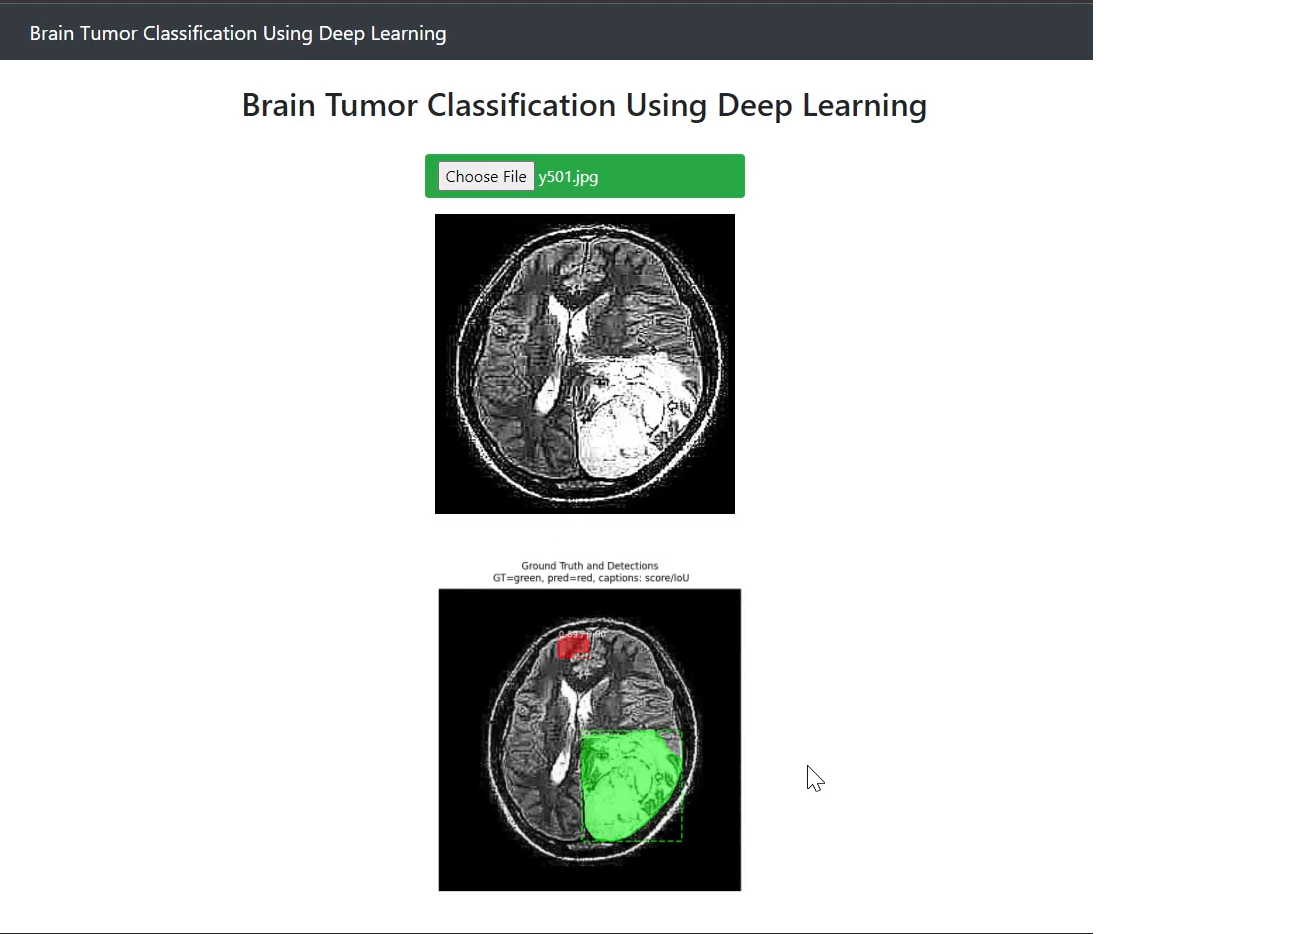 Brain Tumor Classification Using Deep Learning
Brain Tumor Classification Using Deep Learning
Choose File y501.jpg
Ground Truth and Detections
GT=green, pred=red, captions: score/IoU